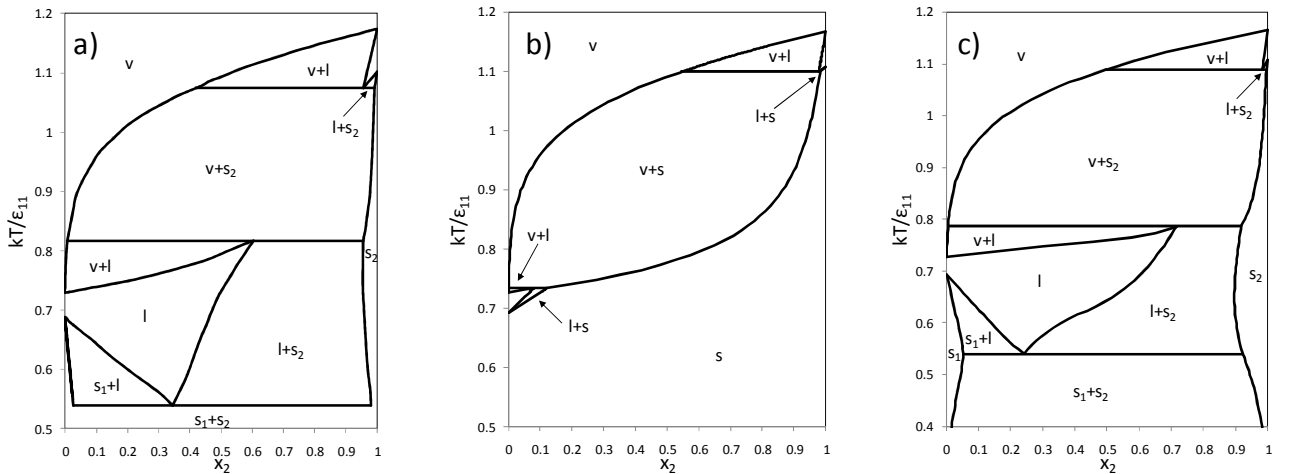 a)
1.2
1.1
1
0.9
0.8
0.7
0.6
0.5
kT/ε₁₁
v
v+l
l+s₂
v+s₂
v+l
s₂
l
l+s₂
s₁+l
s₁+s₂
0 0.1 0.2 0.3 0.4 0.5 0.6 0.7 0.8 0.9 1
x₂
b)
1.2
1.1
1
0.9
0.8
0.7
0.6
0.5
kT/ε₁₁
v
v+l
l+s
v+s
v+l
l+s
s
0 0.1 0.2 0.3 0.4 0.5 0.6 0.7 0.8 0.9 1
x₂
c)
1.2
1.1
1
0.9
0.8
0.7
0.6
0.5
0.4
kT/ε₁₁
v
v+l
l+s₂
v+s₂
v+l
l
s₂
l+s₂
s₁
s₁+l
s₁+s₂
0 0.1 0.2 0.3 0.4 0.5 0.6 0.7 0.8 0.9 1
x₂